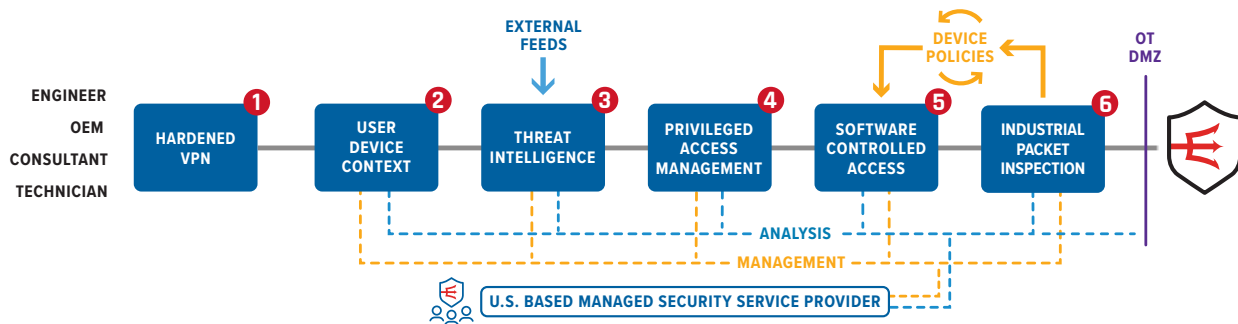 EXTERNAL
FEEDS
DEVICE
POLICIES
OT
DMZ
ENGINEER
OEM
CONSULTANT
TECHNICIAN
1
HARDENED
VPN
2
USER
DEVICE
CONTEXT
3
THREAT
INTELLIGENCE
4
PRIVILEGED
ACCESS
MANAGEMENT
5
SOFTWARE
CONTROLLED
ACCESS
6
INDUSTRIAL
PACKET
INSPECTION
ANALYSIS
MANAGEMENT
U.S. BASED MANAGED SECURITY SERVICE PROVIDER